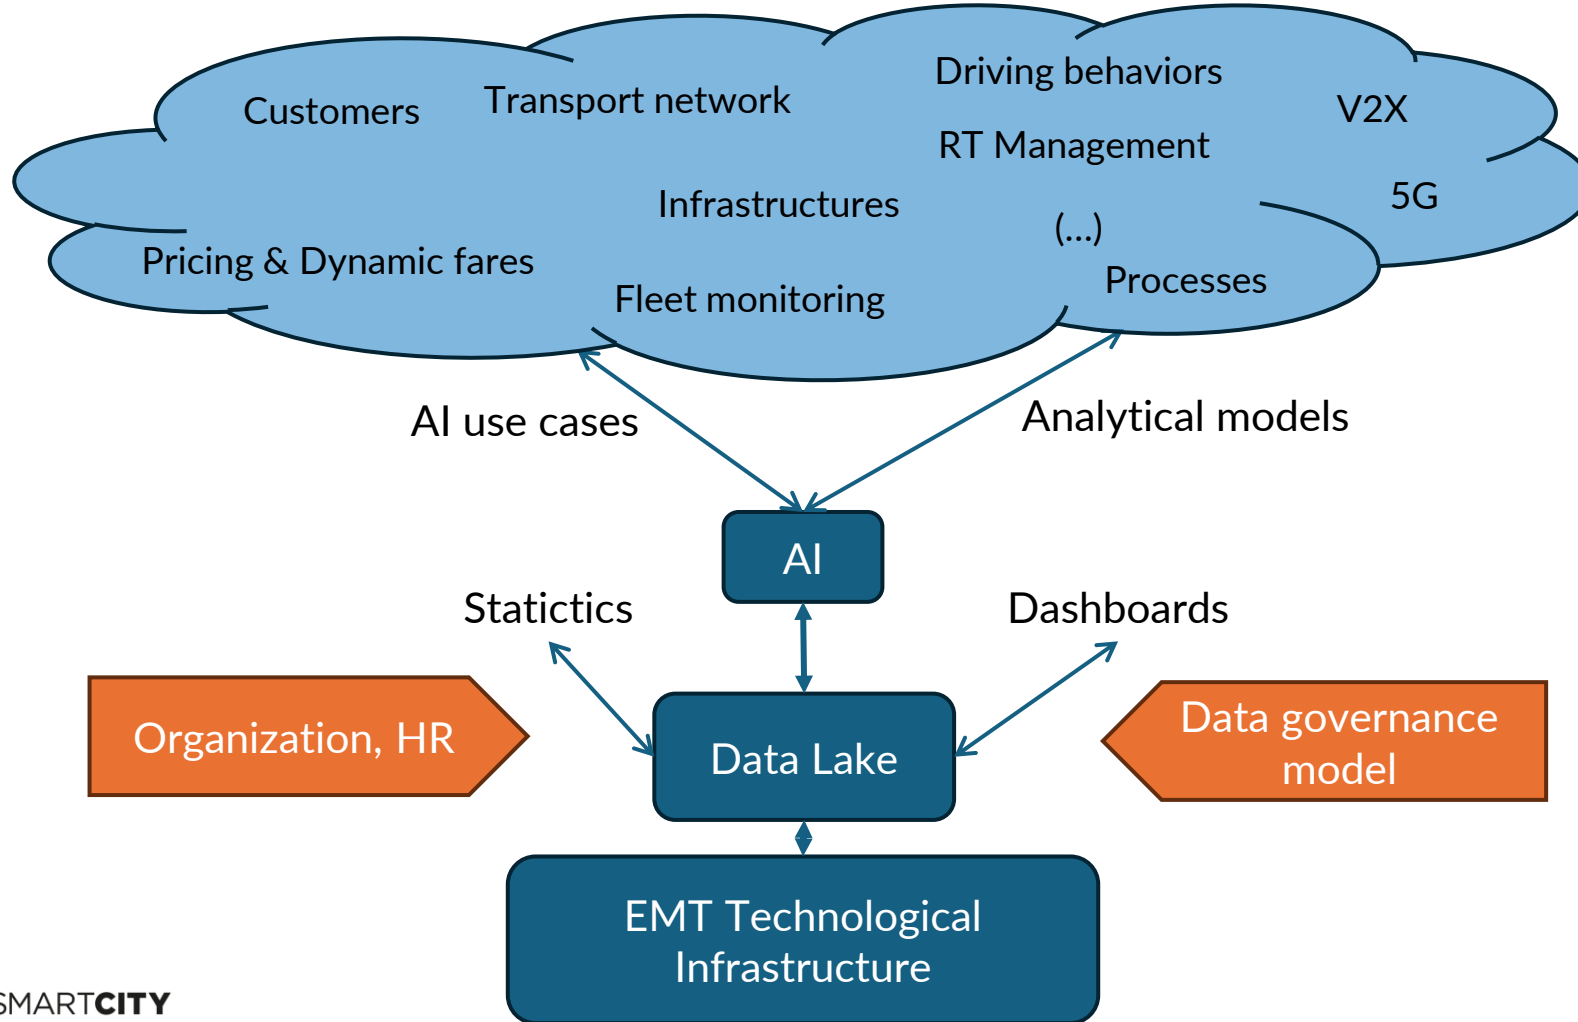 Driving behaviors
Customers
Transport network
V2X
RT Management
5G
Infrastructures
(...)
Pricing & Dynamic fares
Processes
Fleet monitoring
AI use cases
Analytical models
AI
Statictics
Dashboards
Organization, HR
Data governance
model
Data Lake
EMT Technological
Infrastructure
SMARTCITY